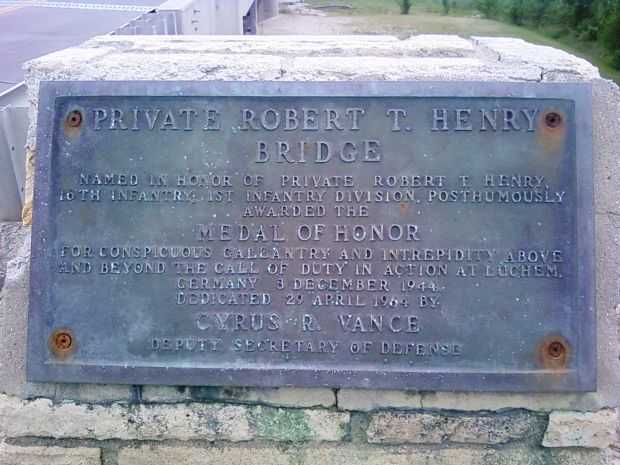 PRIVATE ROBERT T. HENRY
BRIDGE
NAMED IN HONOR OF PRIVATE ROBERT T. HENRY,
16TH INFANTRY, 1ST INFANTRY DIVISION, POSTHUMOUSLY
AWARDED THE
MEDAL OF HONOR
FOR CONSPICUOUS GALLANTRY AND INTREPIDITY ABOVE
AND BEYOND THE CALL OF DUTY IN ACTION AT LUCHEM,
GERMANY 3 DECEMBER 1944.
DEDICATED 29 APRIL 1964 BY
CYRUS R. VANCE
DEPUTY SECRETARY OF DEFENSE